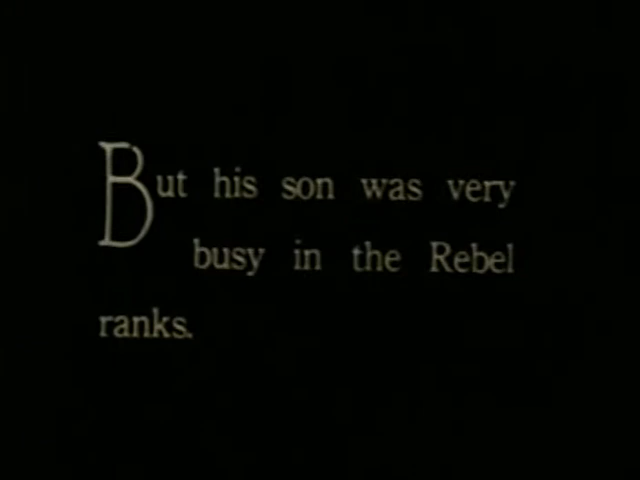 But his son was very
busy in the Rebel
ranks.